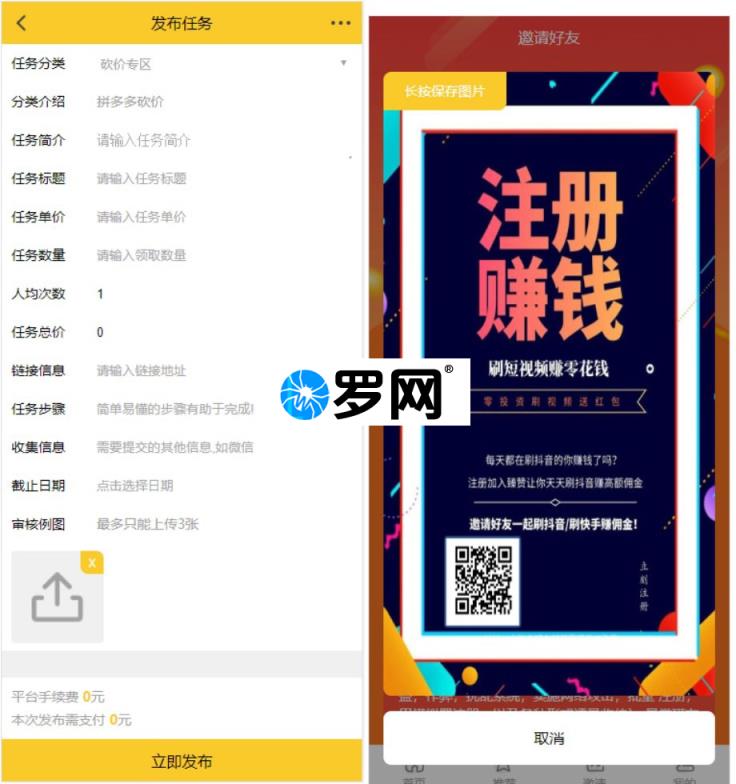 发布任务
任务分类 砍价专区
分类介绍 拼多多砍价
任务简介 请输入任务简介
任务标题 请输入任务标题
任务单价 请输入任务单价
任务数量 请输入领取数量
人均次数 1
任务总价 0
链接信息 请输入链接地址
任务步骤 简单易懂的步骤有助于完成!
收集信息 需要提交的其他信息,如微信
截止日期 点击选择日期
审核例图 最多只能上传3张
X
平台手续费 0元
本次发布需支付 0元
立即发布
罗网®
邀请好友
长按保存图片
注册
赚钱
刷短视频赚零花钱
零投资刷视频送红包
每天都在刷抖音的你赚钱了吗?
注册加入臻赞让你天天刷抖音赚高额佣金
邀请好友一起刷抖音/刷快手赚佣金!
立刻注册
取消
首页 推荐 邀请 我的